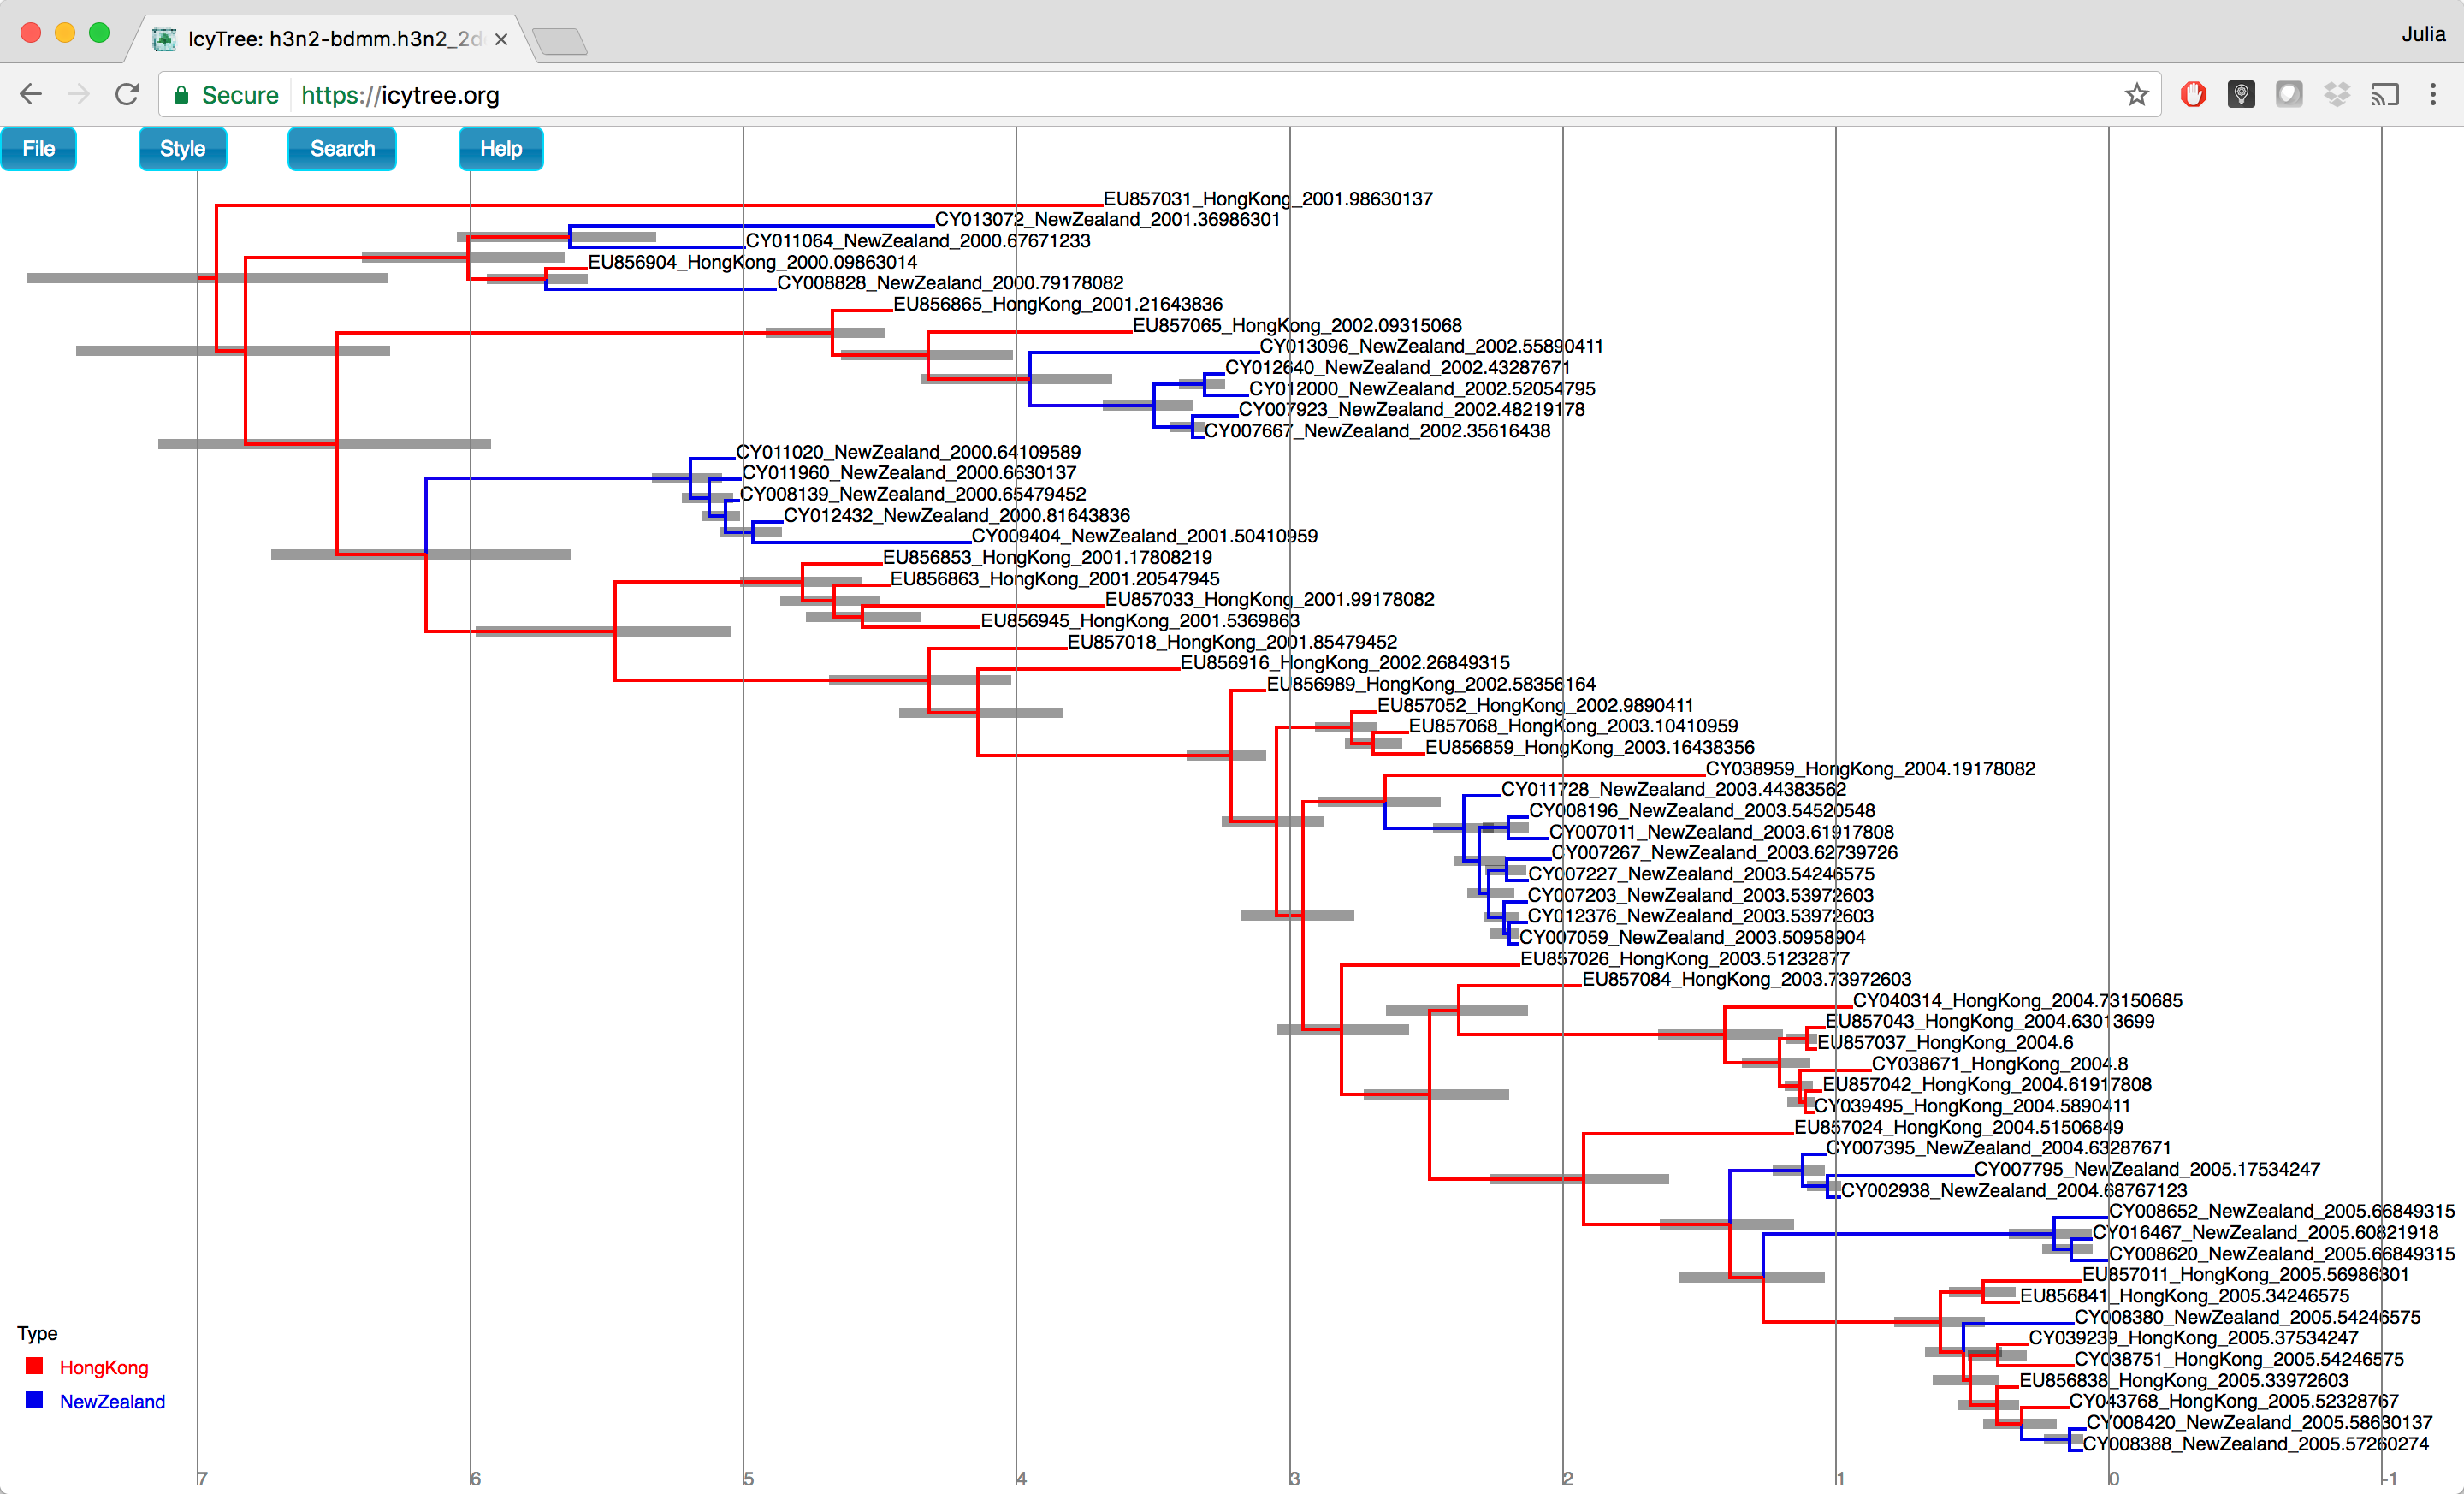 IcyTree: h3n2-bdmm.h3n2_2d
Julia
Secure https://icytree.org
File Style Search Help
EU857031_HongKong_2001.98630137
CY013072_NewZealand_2001.36986301
CY011064_NewZealand_2000.67671233
EU856904_HongKong_2000.09863014
CY008828_NewZealand_2000.79178082
EU856865_HongKong_2001.21643836
EU857065_HongKong_2002.09315068
CY013096_NewZealand_2002.55890411
CY012640_NewZealand_2002.43287671
CY012000_NewZealand_2002.52054795
CY007923_NewZealand_2002.48219178
CY007667_NewZealand_2002.35616438
CY011020_NewZealand_2000.64109589
CY011960_NewZealand_2000.6630137
CY008139_NewZealand_2000.65479452
CY012432_NewZealand_2000.81643836
CY009404_NewZealand_2001.50410959
EU856853_HongKong_2001.17808219
EU856863_HongKong_2001.20547945
EU857033_HongKong_2001.99178082
EU856945_HongKong_2001.5369863
EU857018_HongKong_2001.85479452
EU856916_HongKong_2002.26849315
EU856989_HongKong_2002.58356164
EU857052_HongKong_2002.9890411
EU857068_HongKong_2003.10410959
EU856859_HongKong_2003.16438356
CY038959_HongKong_2004.19178082
CY011728_NewZealand_2003.44383562
CY008196_NewZealand_2003.54520548
CY007011_NewZealand_2003.61917808
CY007267_NewZealand_2003.62739726
CY007227_NewZealand_2003.54246575
CY007203_NewZealand_2003.53972603
CY012376_NewZealand_2003.53972603
CY007059_NewZealand_2003.50958904
EU857026_HongKong_2003.51232877
EU857084_HongKong_2003.73972603
CY040314_HongKong_2004.73150685
EU857043_HongKong_2004.63013699
EU857037_HongKong_2004.6
CY038671_HongKong_2004.8
EU857042_HongKong_2004.61917808
CY039495_HongKong_2004.5890411
EU857024_HongKong_2004.51506849
CY007395_NewZealand_2004.63287671
CY007795_NewZealand_2005.17534247
CY002938_NewZealand_2004.68767123
CY008652_NewZealand_2005.66849315
CY016467_NewZealand_2005.60821918
CY008620_NewZealand_2005.66849315
EU857011_HongKong_2005.56986301
EU856841_HongKong_2005.34246575
CY008380_NewZealand_2005.54246575
CY039239_HongKong_2005.37534247
CY038751_HongKong_2005.54246575
EU856838_HongKong_2005.33972603
CY043768_HongKong_2005.52328767
CY008420_NewZealand_2005.58630137
CY008388_NewZealand_2005.57260274
Type
HongKong
NewZealand
7 6 5 4 3 2 1 0 -1